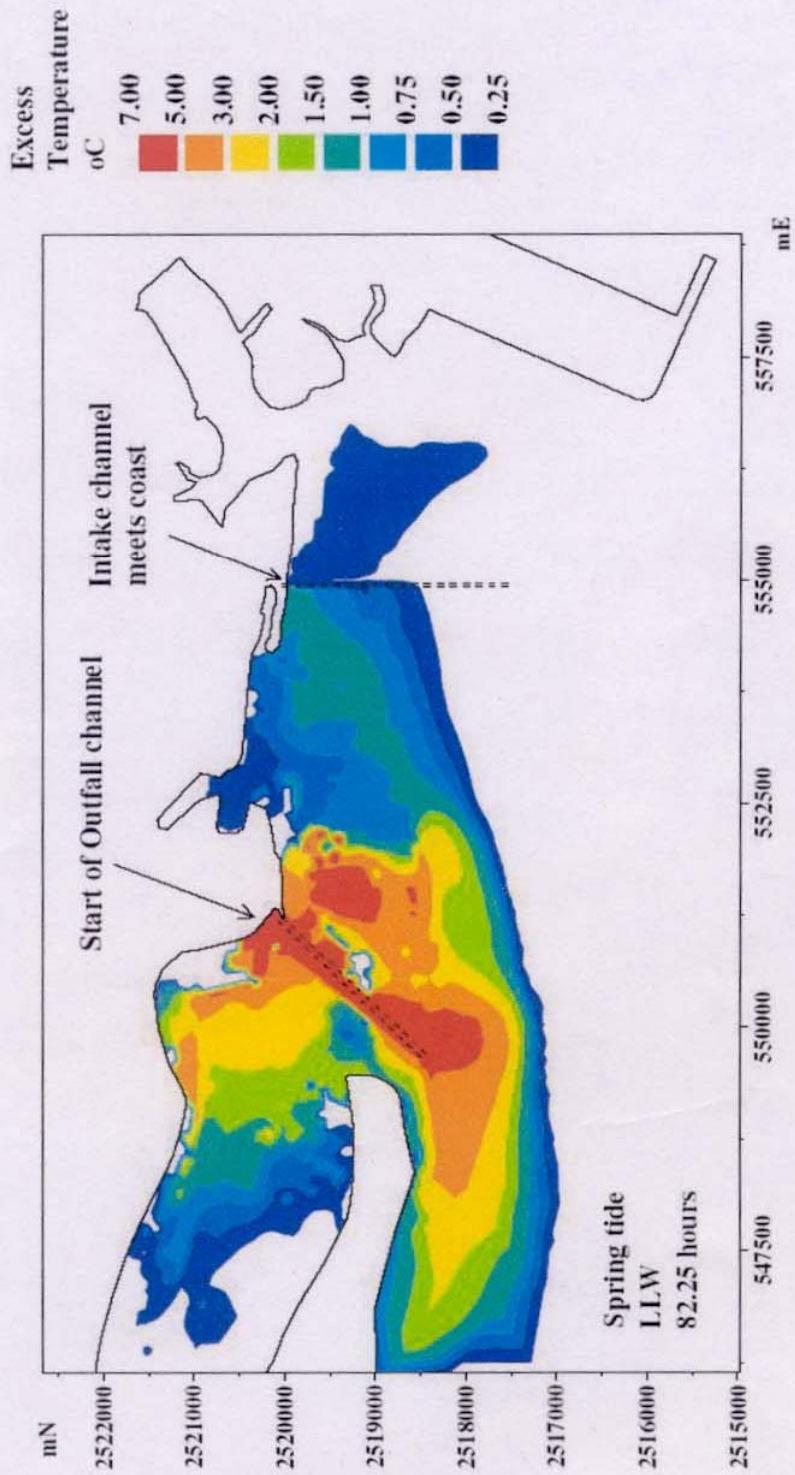 Excess
Temperature
oC
7.00
5.00
3.00
2.00
1.50
1.00
0.75
0.50
0.25
Intake channel
meets coast
Start of Outfall channel
mN
2522000
2521000
2520000
2519000
2518000
2517000
2516000
2515000
Spring tide
LLW
82.25 hours
547500
550000
552500
555000
557500
mE